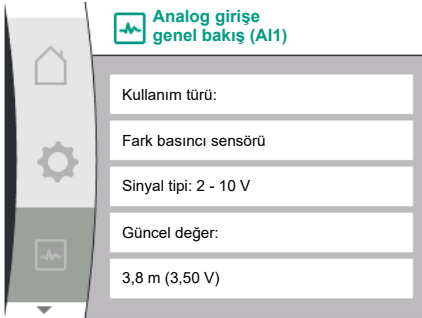 Analog girişe
genel bakış (AI1)
Kullanım türü:
Fark basıncı sensörü
Sinyal tipi: 2 - 10 V
Güncel değer:
3,8 m (3,50 V)